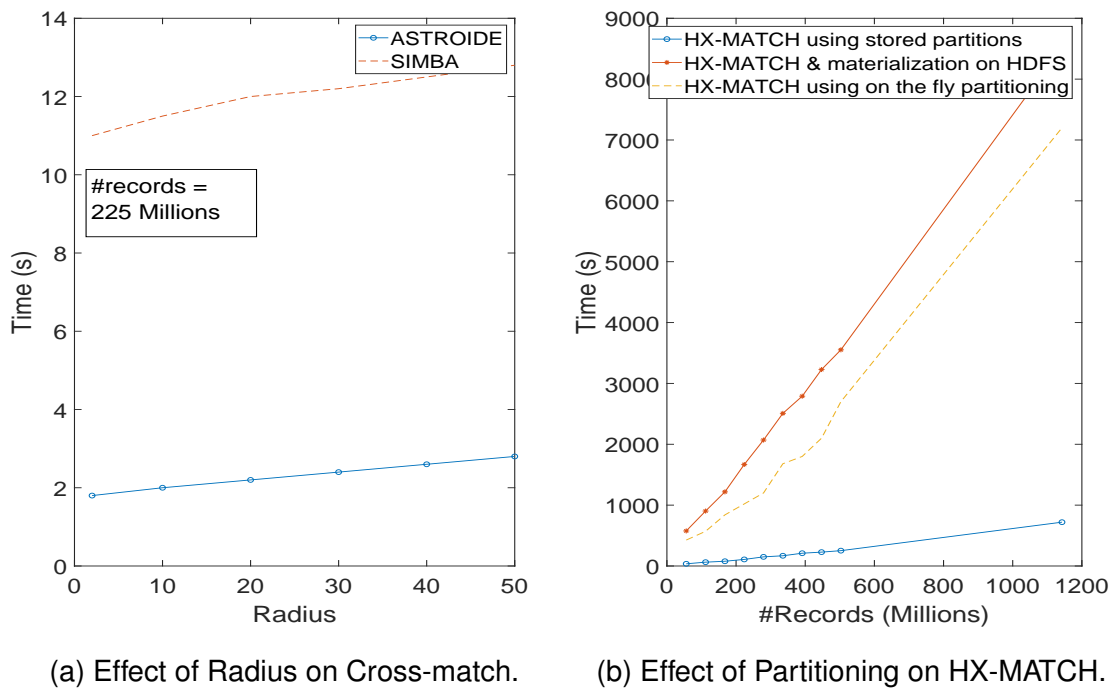 14
12
10
8
6
4
2
0
Time (s)
ASTROIDE
SIMBA
#records =
225 Millions
0 10 20 30 40 50
Radius
(a) Effect of Radius on Cross-match.
9000
8000
7000
6000
5000
4000
3000
2000
1000
0
Time (s)
HX-MATCH using stored partitions
HX-MATCH & materialization on HDFS
HX-MATCH using on the fly partitioning
0 200 400 600 800 1000 1200
#Records (Millions)
(b) Effect of Partitioning on HX-MATCH.